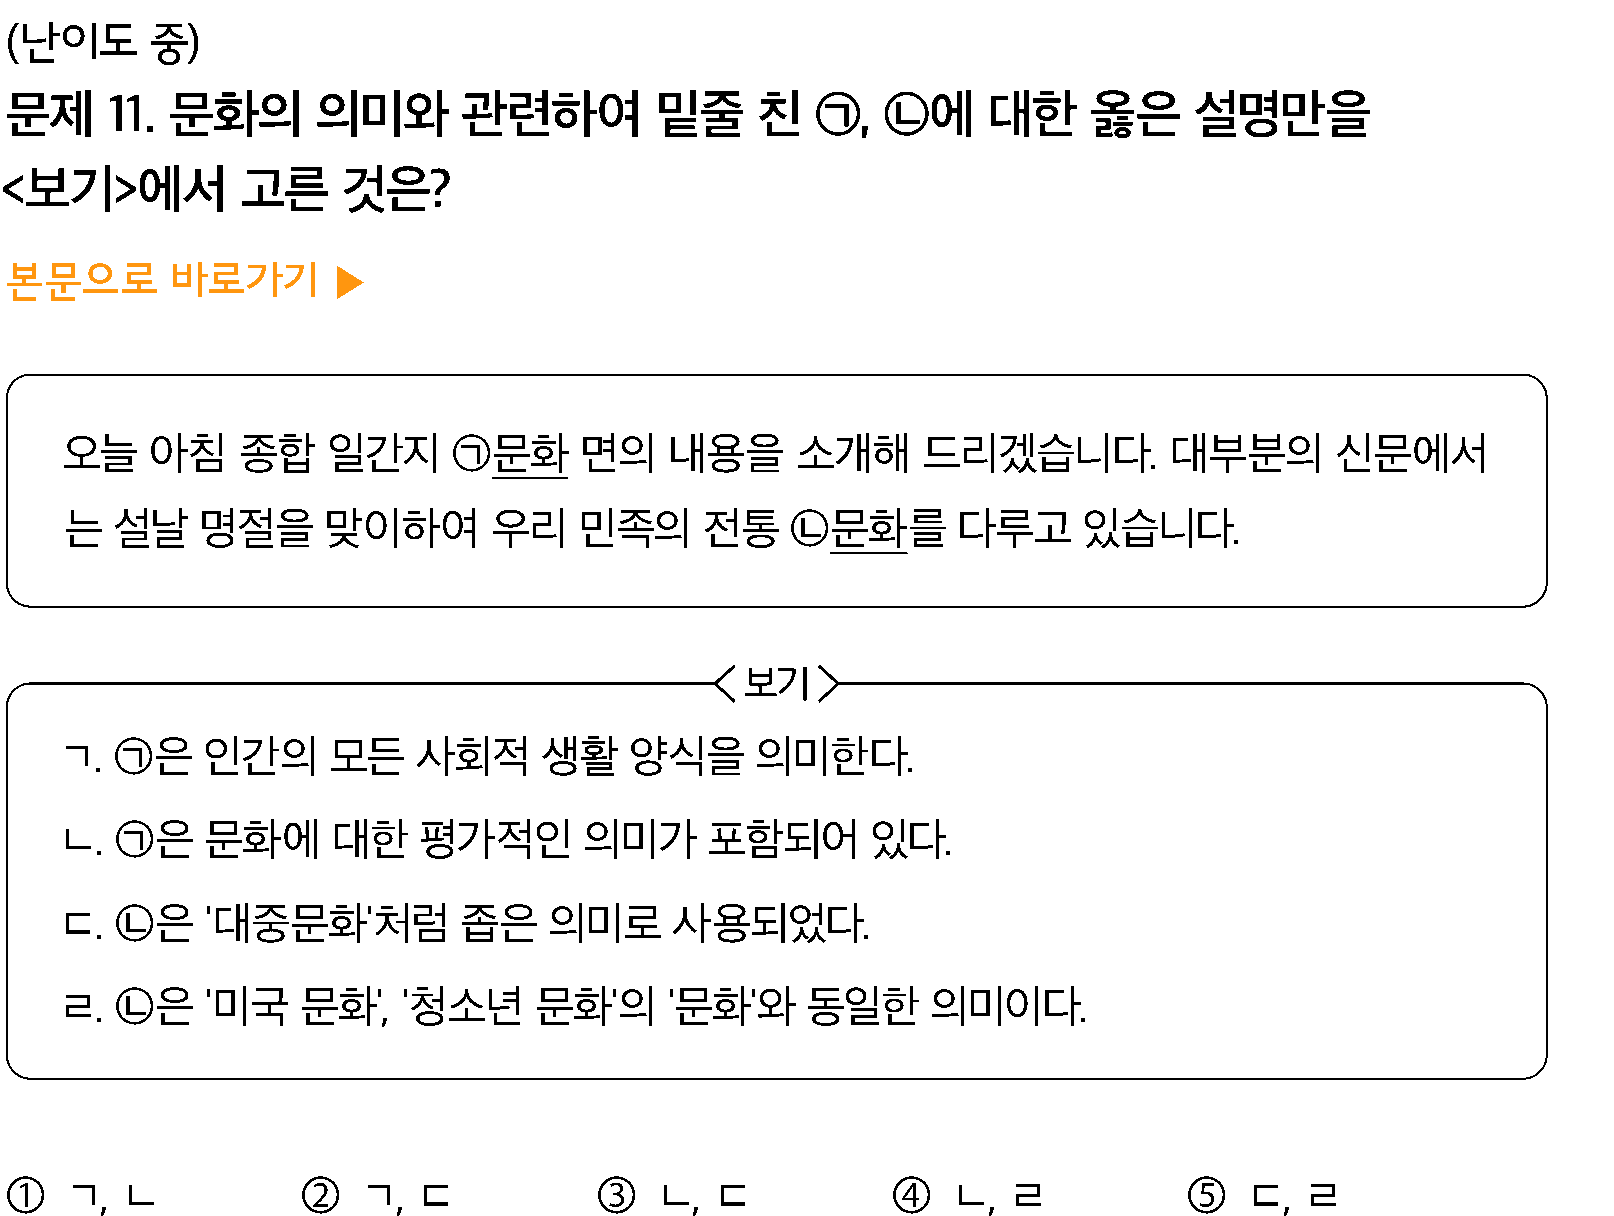 (난이도 중)
문제 11. 문화의 의미와 관련하여 밑줄 친 ㉠, ㉡에 대한 옳은 설명만을
<보기>에서 고른 것은?
본문으로 바로가기 ▶
오늘 아침 종합 일간지 ㉠문화 면의 내용을 소개해 드리겠습니다. 대부분의 신문에서
는 설날 명절을 맞이하여 우리 민족의 전통 ㉡문화를 다루고 있습니다.
〈보기〉
ㄱ. ㉠은 인간의 모든 사회적 생활 양식을 의미한다.
ㄴ. ㉠은 문화에 대한 평가적인 의미가 포함되어 있다.
ㄷ. ㉡은 '대중문화'처럼 좁은 의미로 사용되었다.
ㄹ. ㉡은 '미국 문화', '청소년 문화'의 '문화'와 동일한 의미이다.
① ㄱ, ㄴ ② ㄱ, ㄷ ③ ㄴ, ㄷ ④ ㄴ, ㄹ ⑤ ㄷ, ㄹ